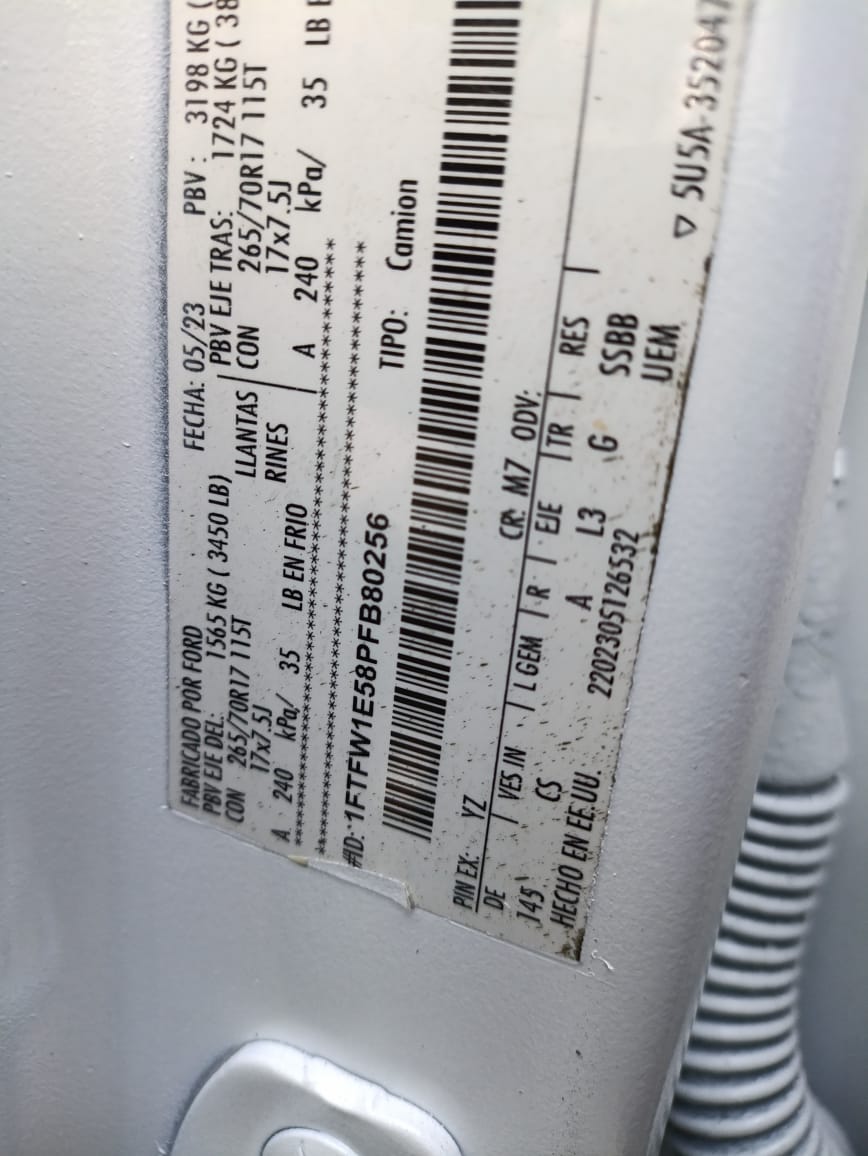 FABRICADO POR FORD FECHA: 05/23 PBV: 3198 KG (
PBV EJE DEL: 1565 KG ( 3450 LB) PBV EJE TRAS: 1724 KG ( 38
CON 265/70R17 115T LLANTAS CON 265/70R17 115T
17x7.5J RINES 17x7.5J
A 240 kPa/ 35 LB EN FRIO A 240 kPa/ 35 LB E
************************************************
************************************************
#ID: 1FTFW1E58PFB80256 TIPO: Camion
PIN EX: YZ CR: M7 ODV:
DE VES IN L GEM R EJE TR RES
145 CS A L3 G SSBB
HECHO EN EE.UU. 2202305126532 UEM
▽ 5U5A-352047